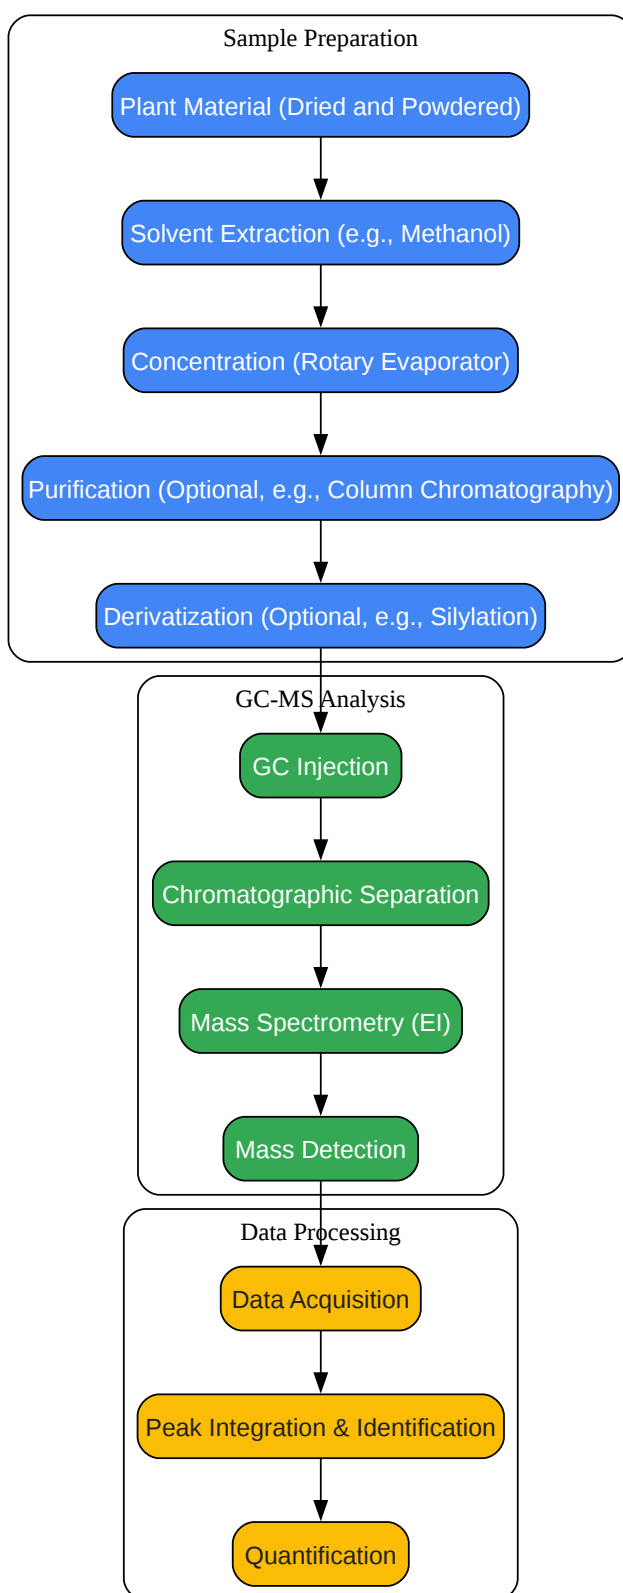 Sample Preparation
Plant Material (Dried and Powdered)
Solvent Extraction (e.g., Methanol)
Concentration (Rotary Evaporator)
Purification (Optional, e.g., Column Chromatography)
Derivatization (Optional, e.g., Silylation)
GC-MS Analysis
GC Injection
Chromatographic Separation
Mass Spectrometry (EI)
Mass Detection
Data Processing
Data Acquisition
Peak Integration & Identification
Quantification